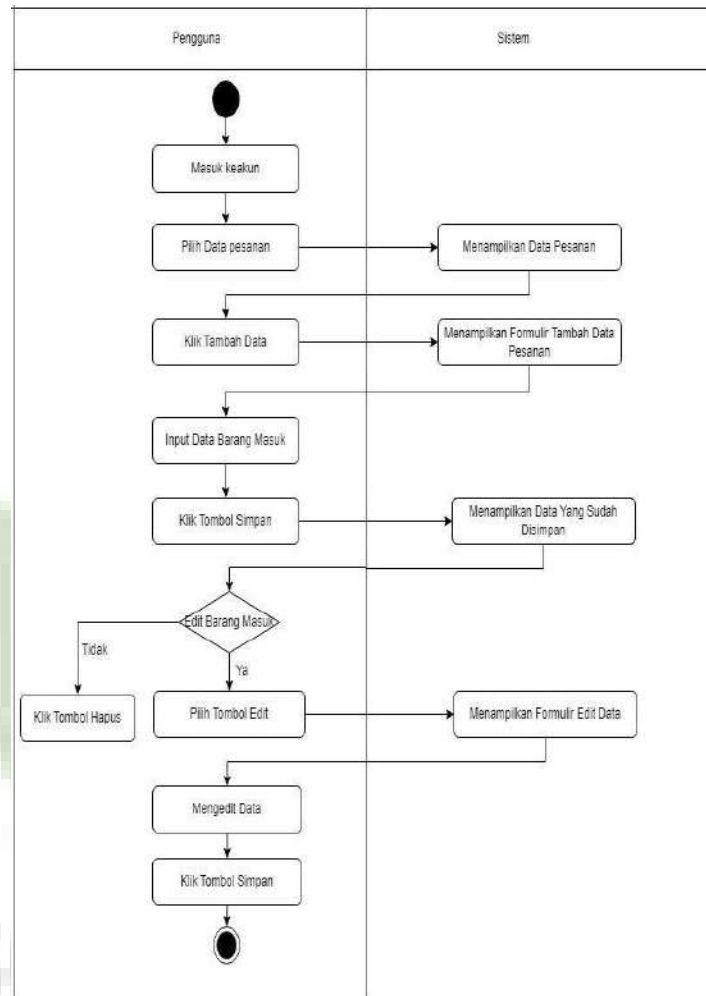 Pengguna
Sistem
Masuk keakun
Pilih Data pesanan
Menampilkan Data Pesanan
Klik Tambah Data
Menampilkan Formulir Tambah Data
Pesanan
Input Data Barang Masuk
Klik Tombol Simpan
Menampilkan Data Yang Sudah
Disimpan
Edit Barang Masuk
Tidak
Ya
Klik Tombol Hapus
Pilih Tombol Edit
Menampilkan Formulir Edit Data
Mengedit Data
Klik Tombol Simpan